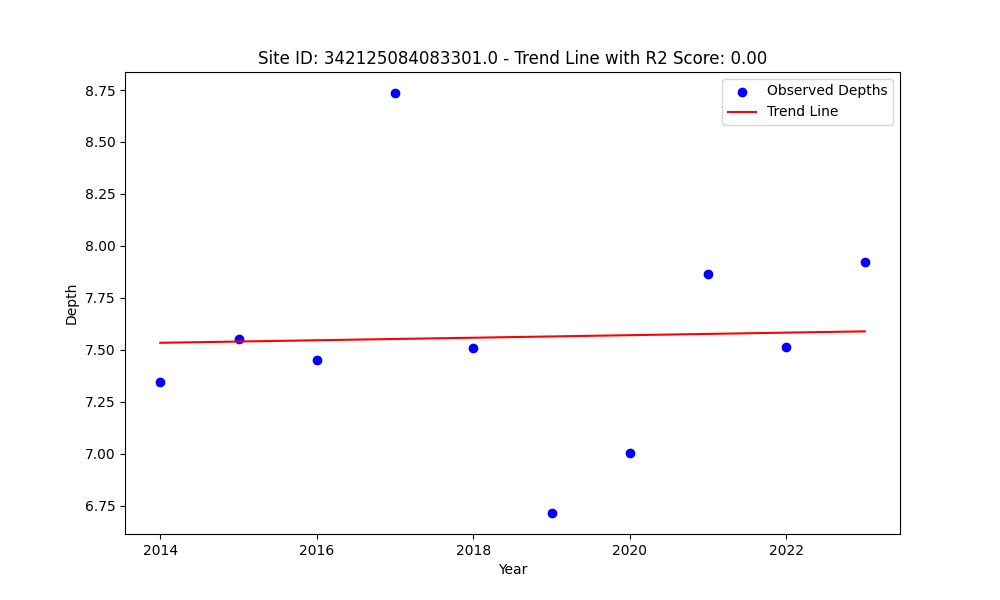 Site ID: 342125084083301.0 - Trend Line with R2 Score: 0.00
Observed Depths
Trend Line
8.75
8.50
8.25
8.00
7.75
7.50
7.25
7.00
6.75
Depth
2014 2016 2018 2020 2022
Year